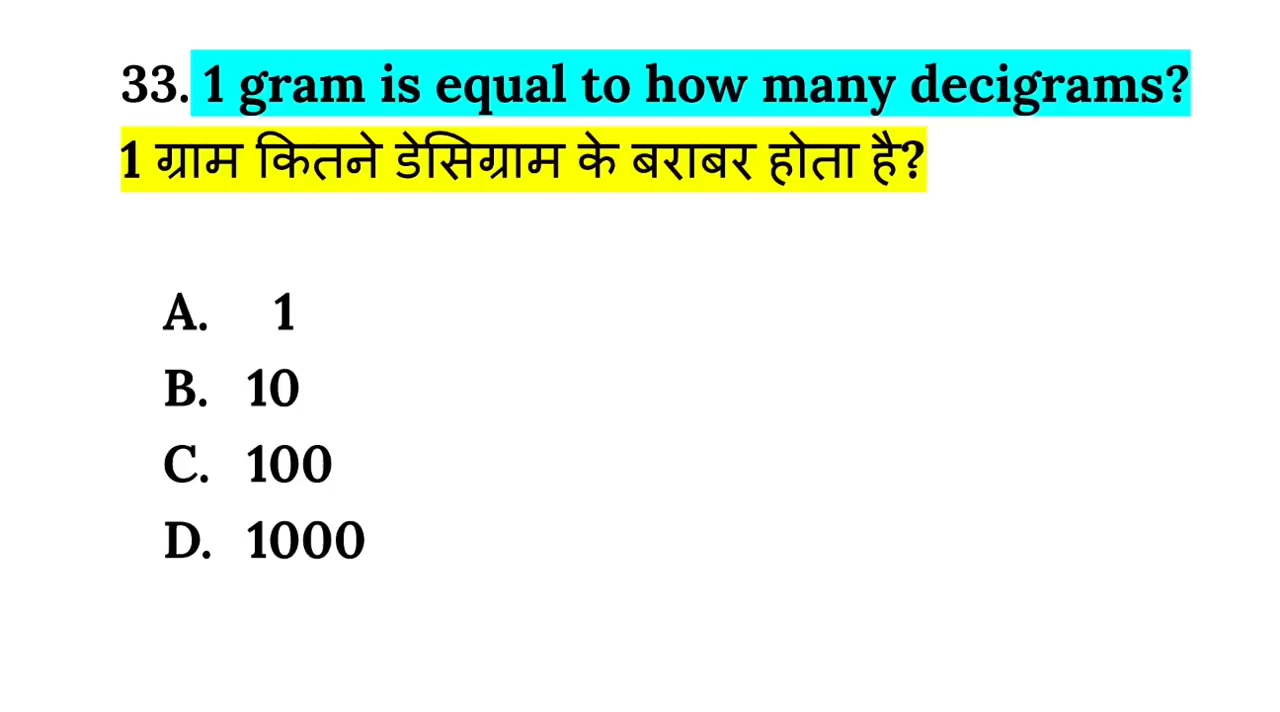 33. 1 gram is equal to how many decigrams?
1 ग्राम कितने डेसिग्राम के बराबर होता है?
A. 1
B. 10
C. 100
D. 1000